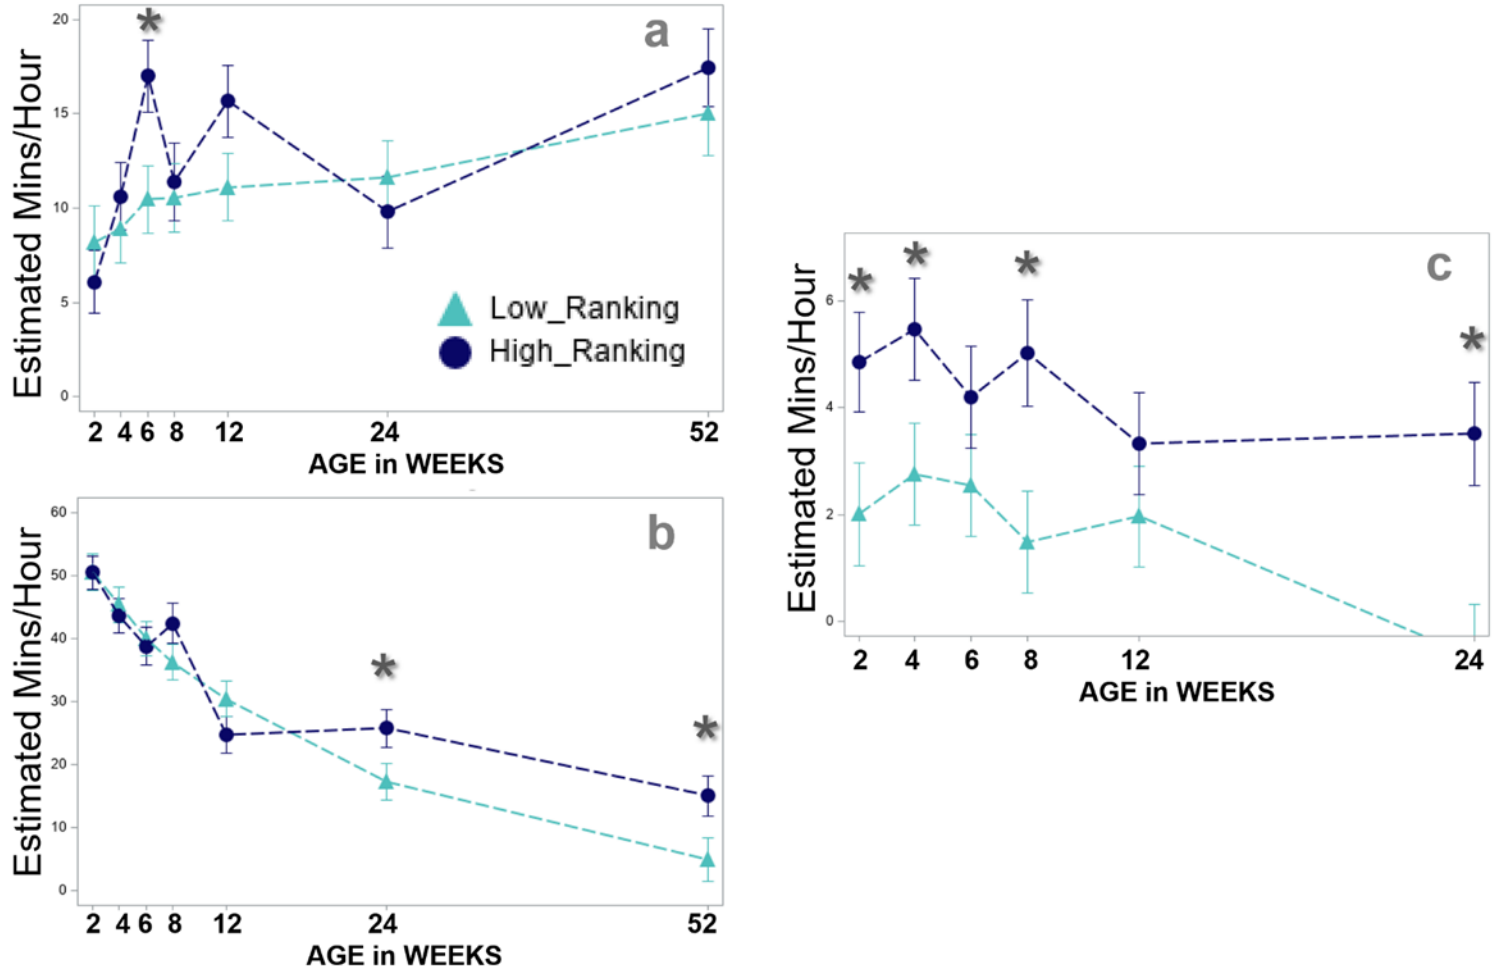 a
*
Estimated Mins/Hour
20
15
10
5
0
Low_Ranking
High_Ranking
2 4 6 8 12 24 52
AGE in WEEKS
b
*
*
Estimated Mins/Hour
60
50
40
30
20
10
0
2 4 6 8 12 24 52
AGE in WEEKS
c
* * * *
Estimated Mins/Hour
6
4
2
0
2 4 6 8 12 24
AGE in WEEKS